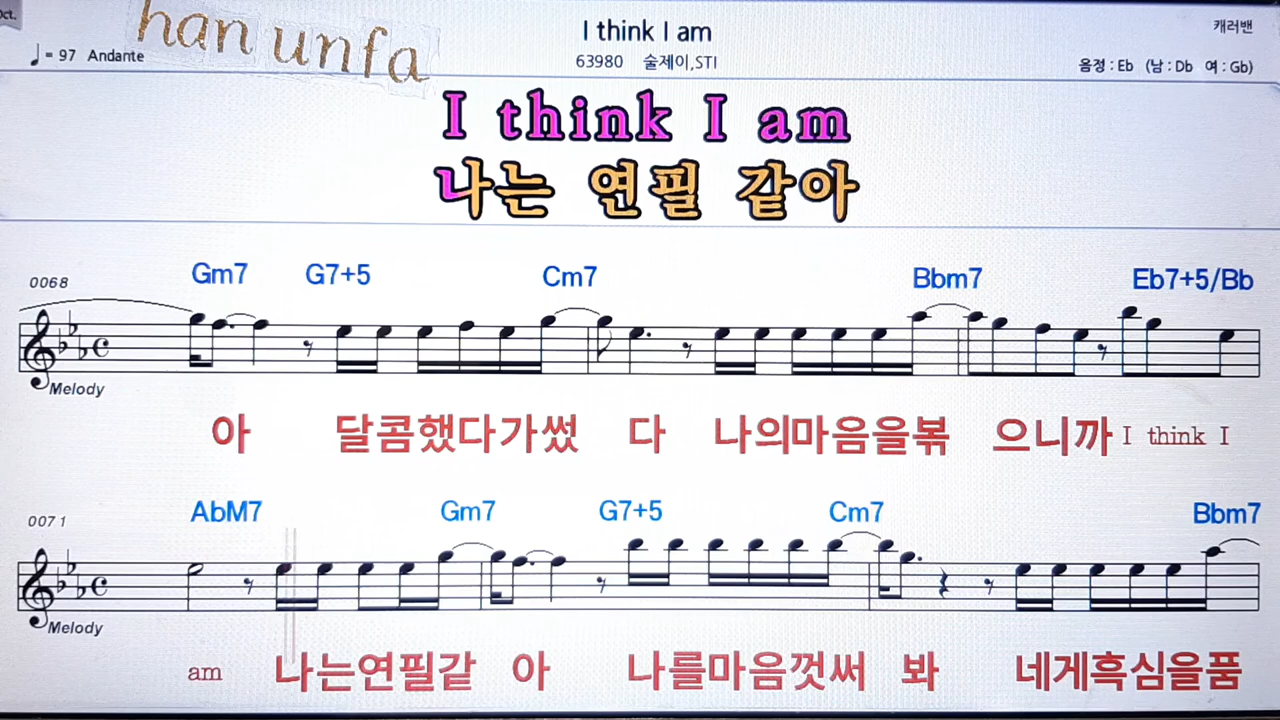 Oct.
han unfa
I think I am
캐러밴
♩= 97 Andante
63980 술제이,STI
음정 : Eb (남 : Db 여 : Gb)
I think I am
나는 연필 같아
0068 Gm7 G7+5 Cm7 Bbm7 Eb7+5/Bb
Melody
아 달콤했다가썼 다 나의마음을볶 으니까 I think I
0071 AbM7 Gm7 G7+5 Cm7 Bbm7
Melody
am 나는연필같 아 나를마음껏써 봐 네게흑심을품